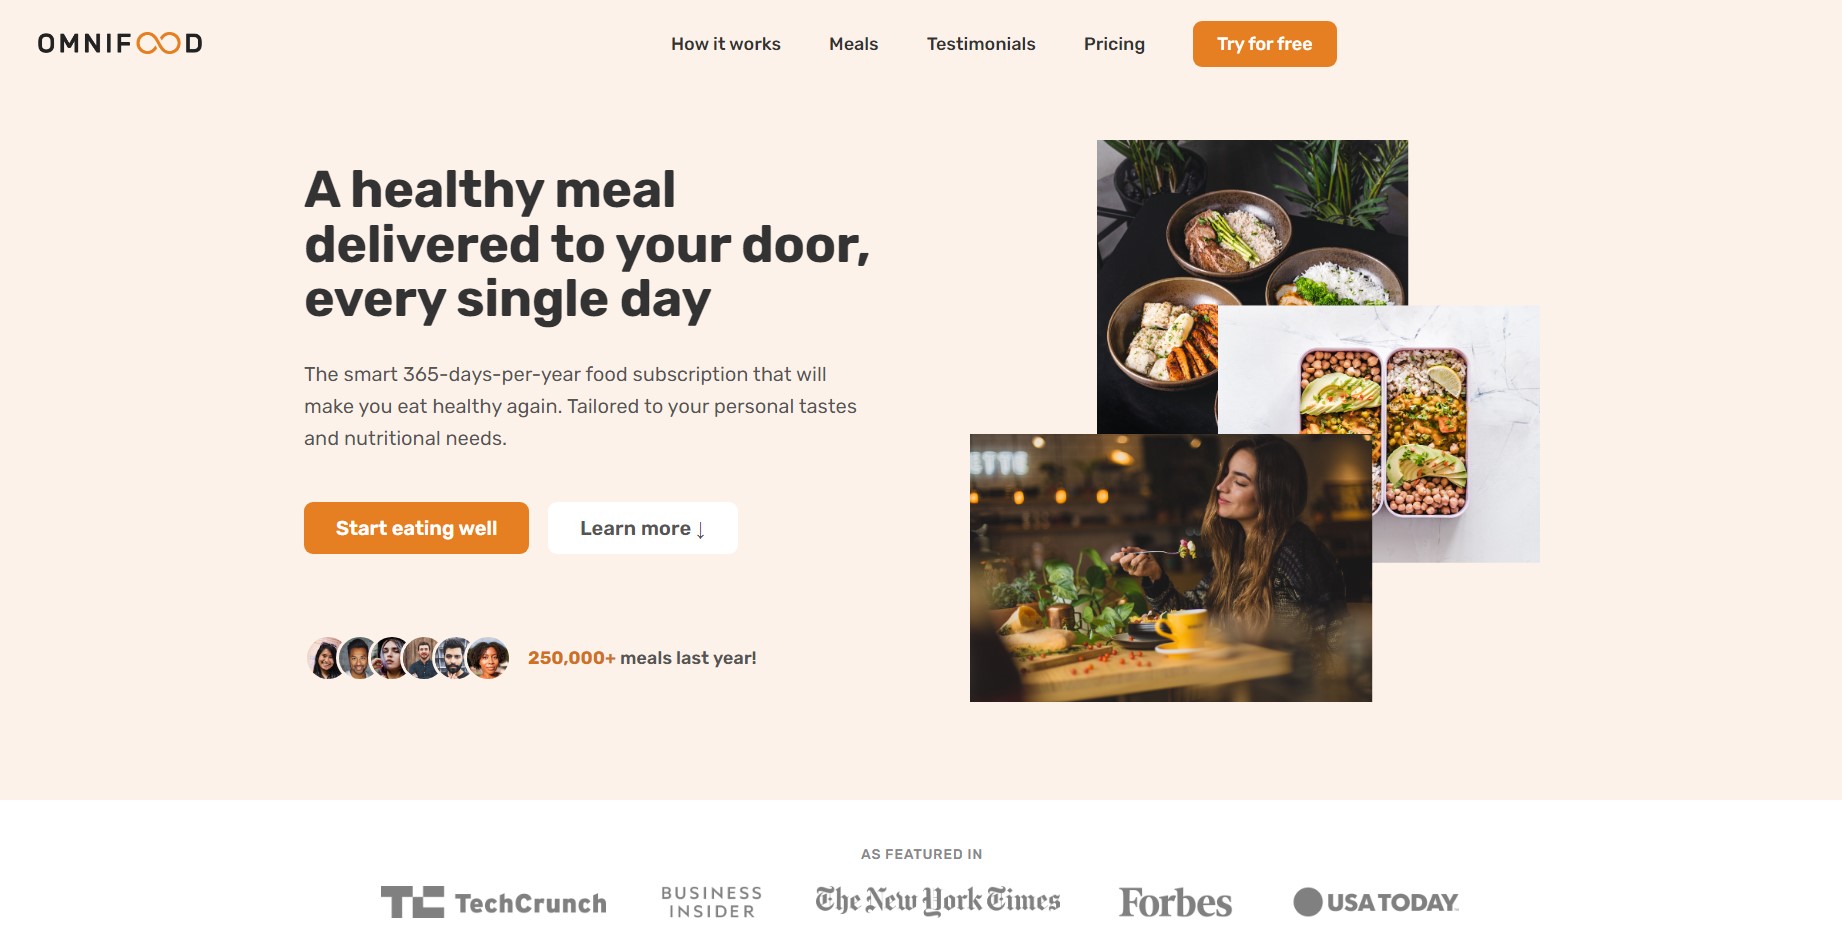 OMNIFOOD
How it works
Meals
Testimonials
Pricing
Try for free
A healthy meal
delivered to your door,
every single day
The smart 365-days-per-year food subscription that will
make you eat healthy again. Tailored to your personal tastes
and nutritional needs.
Start eating well
Learn more ↓
250,000+ meals last year!
AS FEATURED IN
TC TechCrunch
BUSINESS
INSIDER
The New York Times
Forbes
USA TODAY